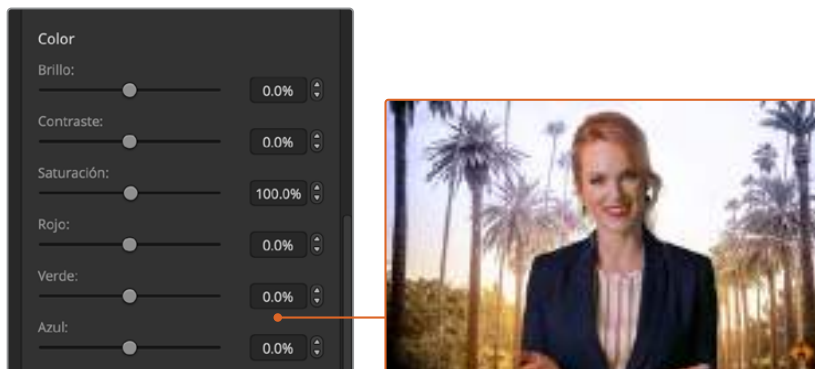 Color
Brillo:
0.0%
Contraste:
0.0%
Saturación:
100.0%
Rojo:
0.0%
Verde:
0.0%
Azul:
0.0%